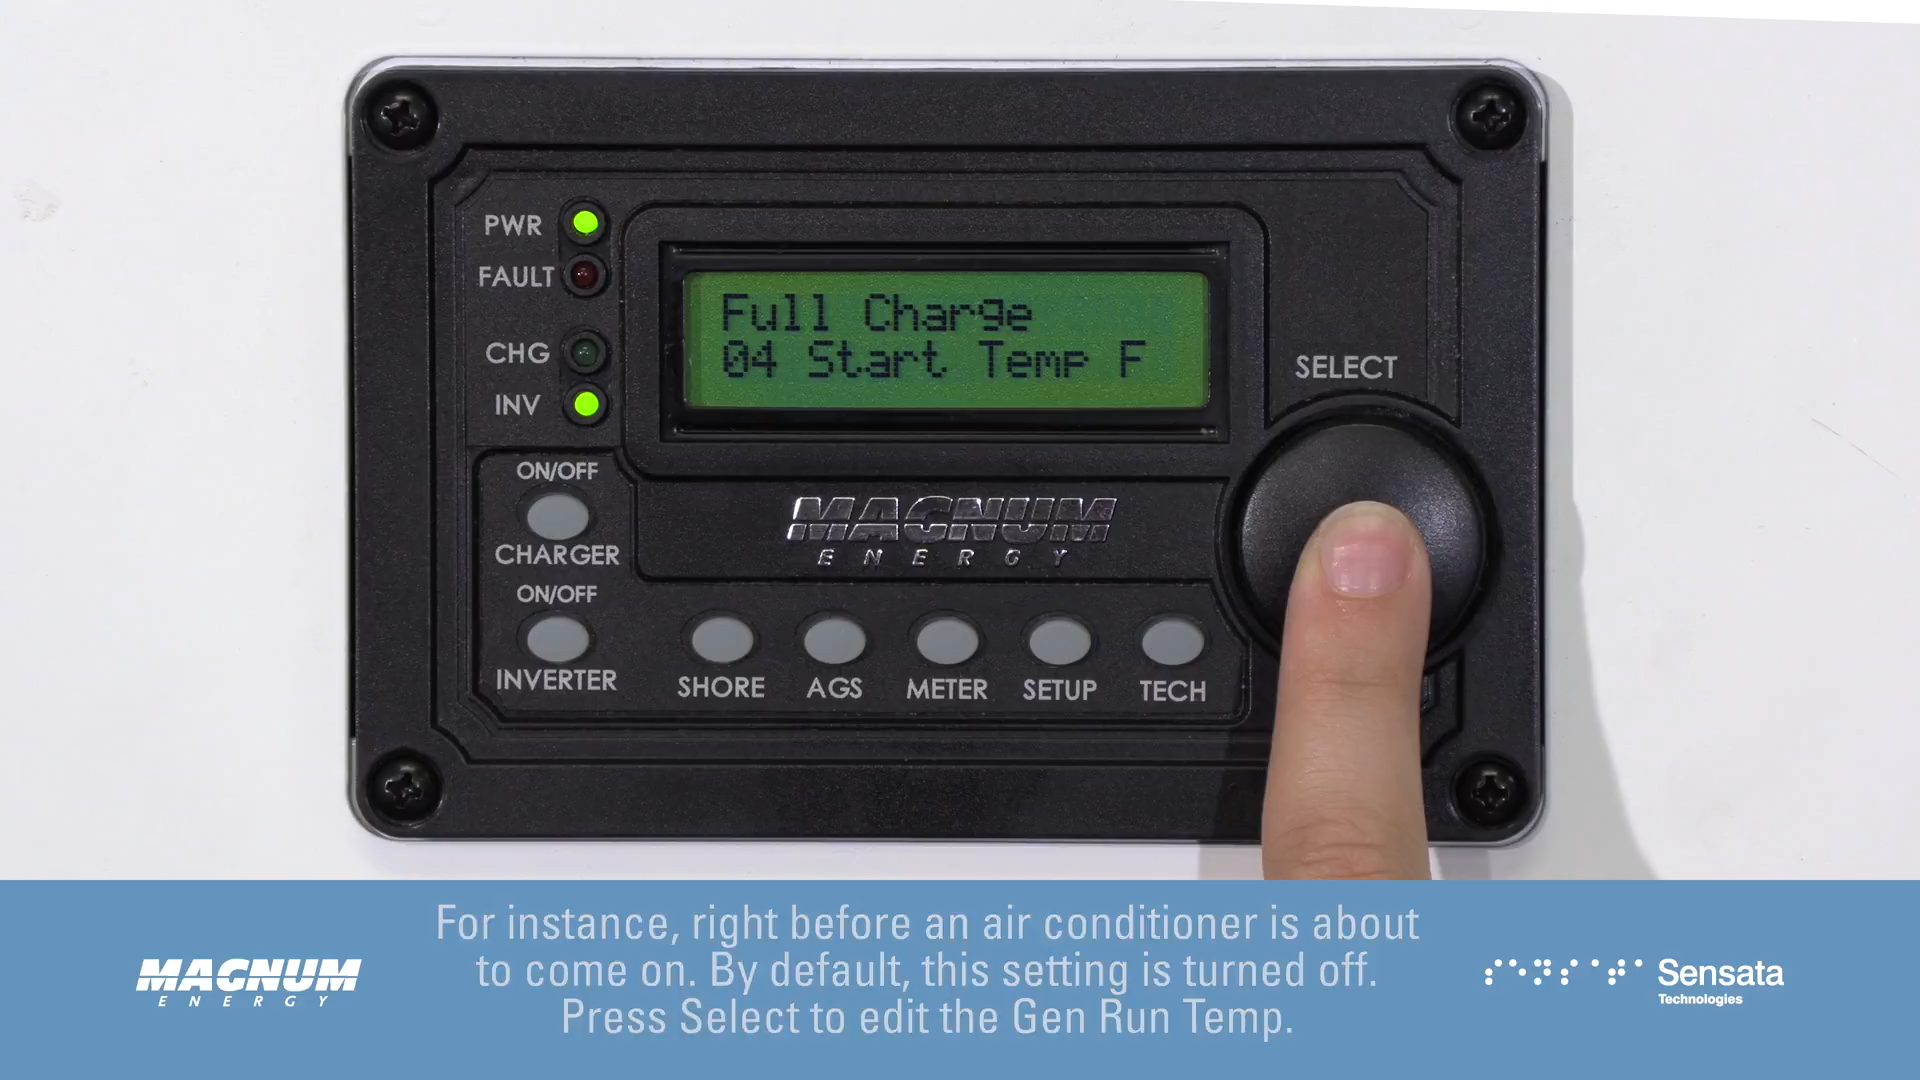 PWR
FAULT
CHG
INV
Full Charge
04 Start Temp F
SELECT
ON/OFF
CHARGER
ON/OFF
INVERTER
MAGNUM
ENERGY
SHORE
AGS
METER
SETUP
TECH
MAGNUM
ENERGY
For instance, right before an air conditioner is about
to come on. By default, this setting is turned off.
Press Select to edit the Gen Run Temp.
Sensata
Technologies